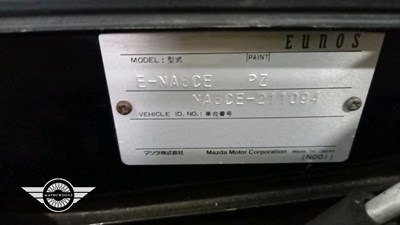 EUNOS
MODEL: 型式 PAINT
E-NA6CE PZ
NA6CE-211094
VEHICLE ID. NO.: 車台番号
マツダ株式会社 Mazda Motor Corporation Made in Japan
(N001)